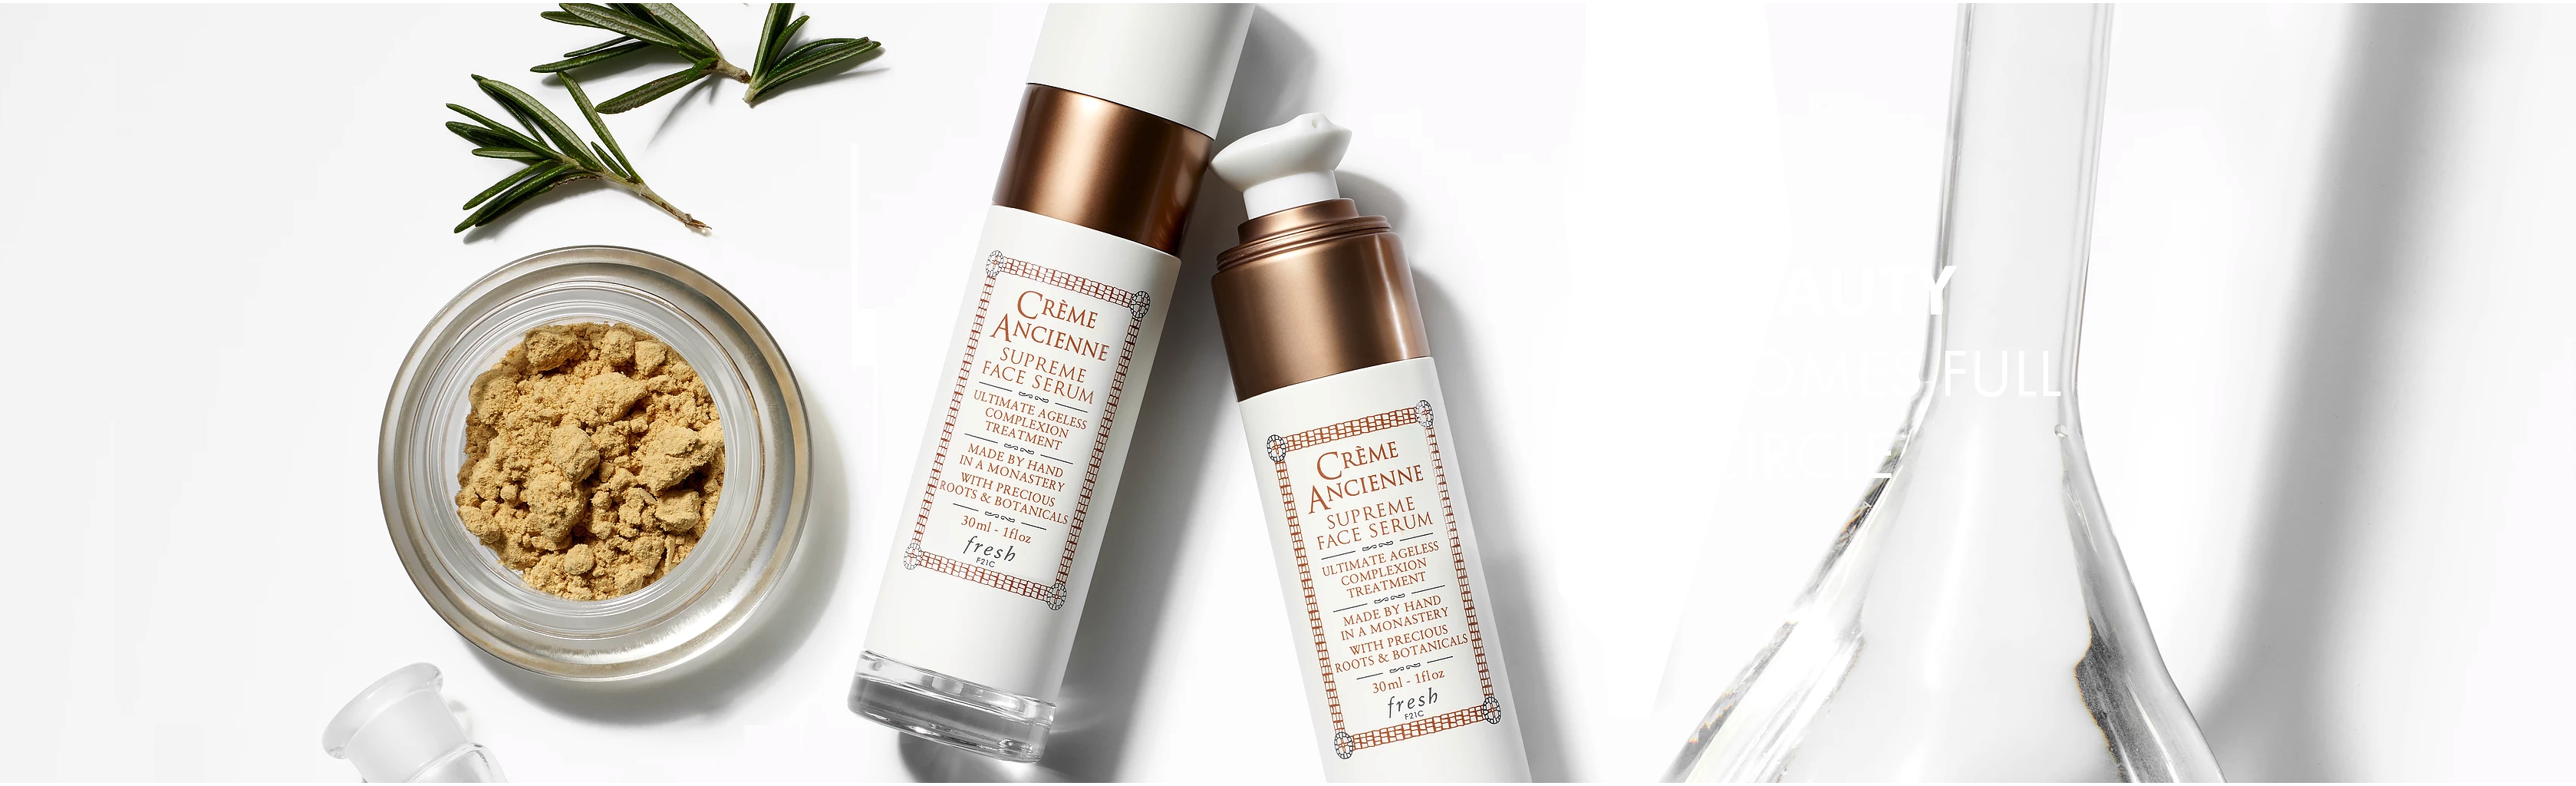 CRÈME
ANCIENNE
SUPREME
FACE SERUM
ULTIMATE AGELESS
COMPLEXION
TREATMENT
MADE BY HAND
IN A MONASTERY
WITH PRECIOUS
ROOTS & BOTANICALS
30ml - 1floz
fresh
F21C
CRÈME
ANCIENNE
SUPREME
FACE SERUM
ULTIMATE AGELESS
COMPLEXION
TREATMENT
MADE BY HAND
IN A MONASTERY
WITH PRECIOUS
ROOTS & BOTANICALS
30ml - 1floz
fresh
F21C
FULL